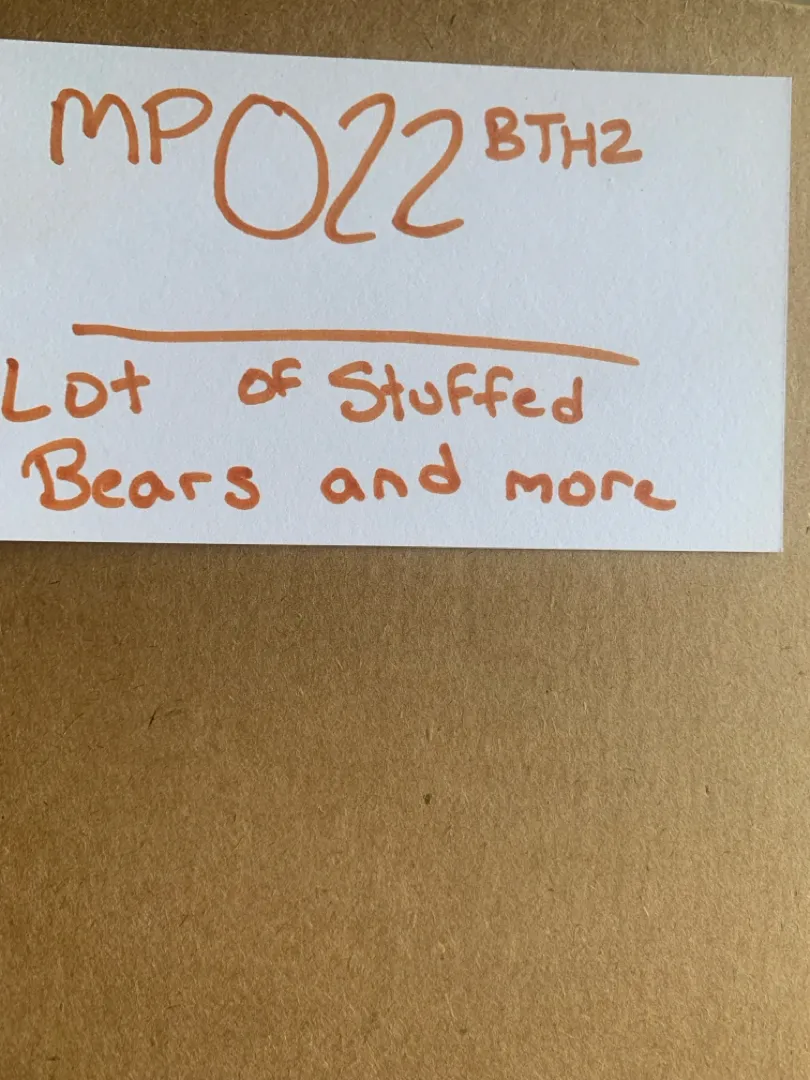 MP022 BTH2
Lot of Stuffed
Bears and more